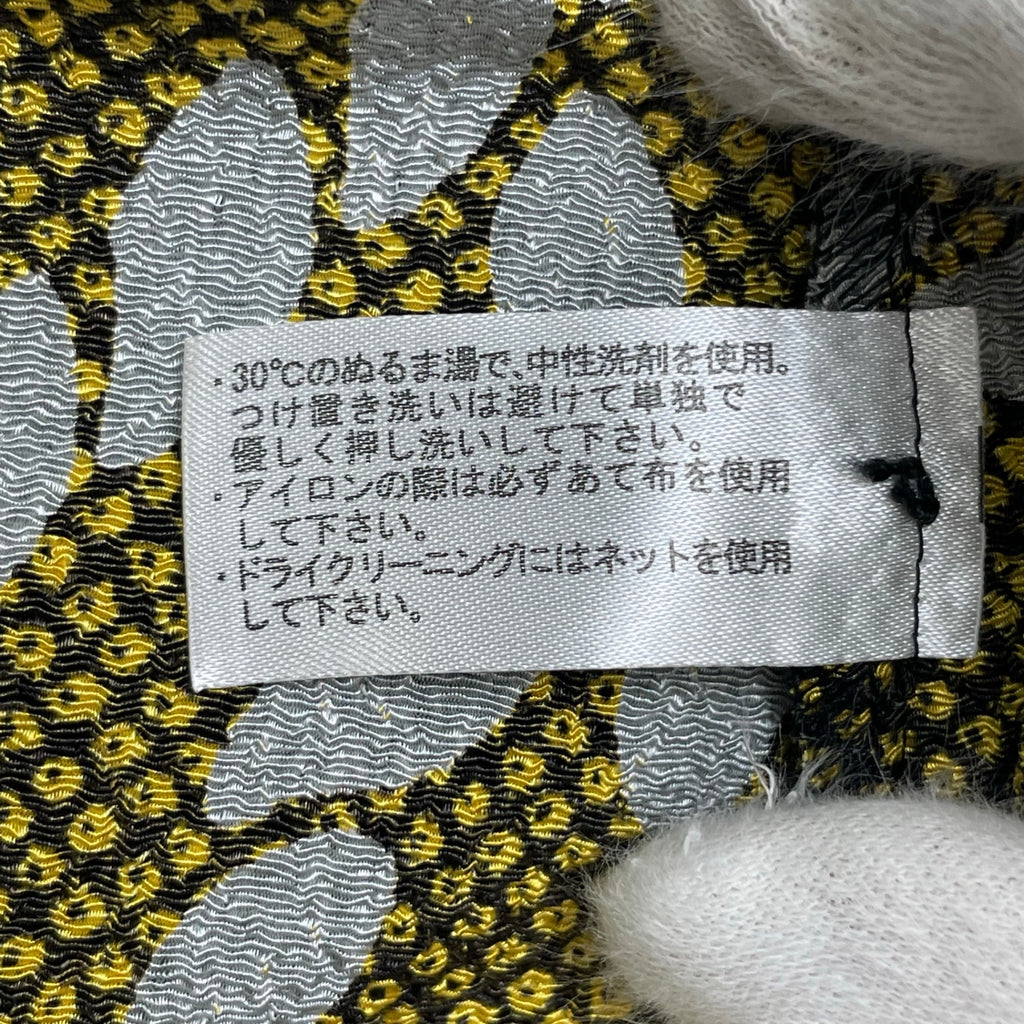 ・30℃のぬるま湯で、中性洗剤を使用。
つけ置き洗いは避けて単独で
優しく押し洗いして下さい。
・アイロンの際は必ずあて布を使用
して下さい。
・ドライクリーニングにはネットを使用
して下さい。